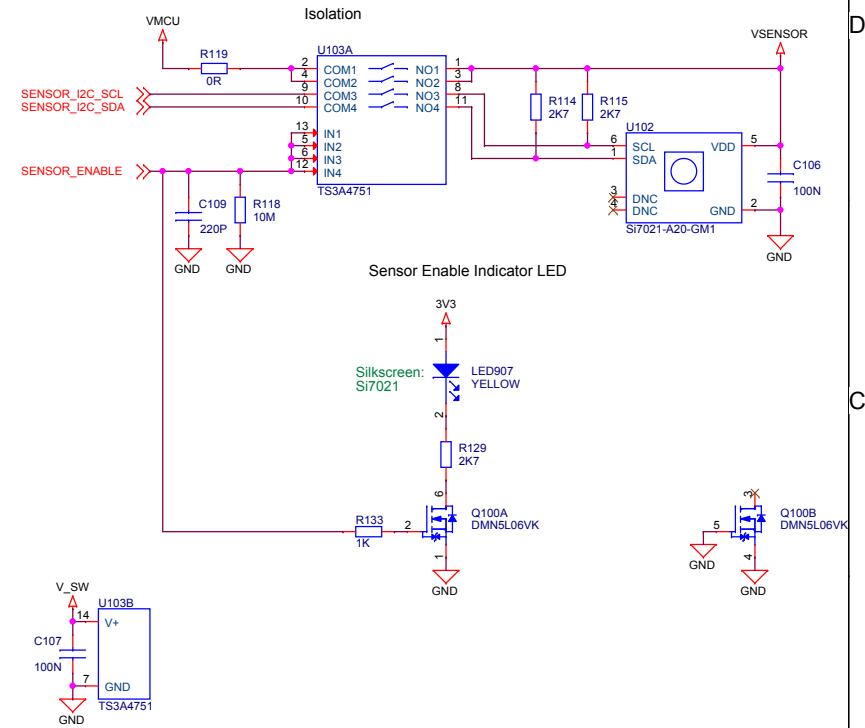 Isolation
D
VMCU
VSENSOR
R119
0R
U103A
2 COM1 NO1 1
4 COM2 NO2 3
9 COM3 NO3 8
10 COM4 NO4 11
13 IN1
5 IN2
6 IN3
12 IN4
TS3A4751
SENSOR_I2C_SCL
SENSOR_I2C_SDA
SENSOR_ENABLE
R114
2K7
R115
2K7
U102
6 SCL VDD 5
1 SDA
3 DNC
4 DNC GND 2
Si7021-A20-GM1
C106
100N
GND
C109
220P
GND
R118
10M
GND
Sensor Enable Indicator LED
3V3
1
Silkscreen:
Si7021
LED907
YELLOW
C
2
R129
2K7
6
R133
1K
2
Q100A
DMN5L06VK
1
GND
3
5
Q100B
DMN5L06VK
GND
4
GND
V_SW
U103B
14 V+
C107
100N
7 GND
TS3A4751
GND